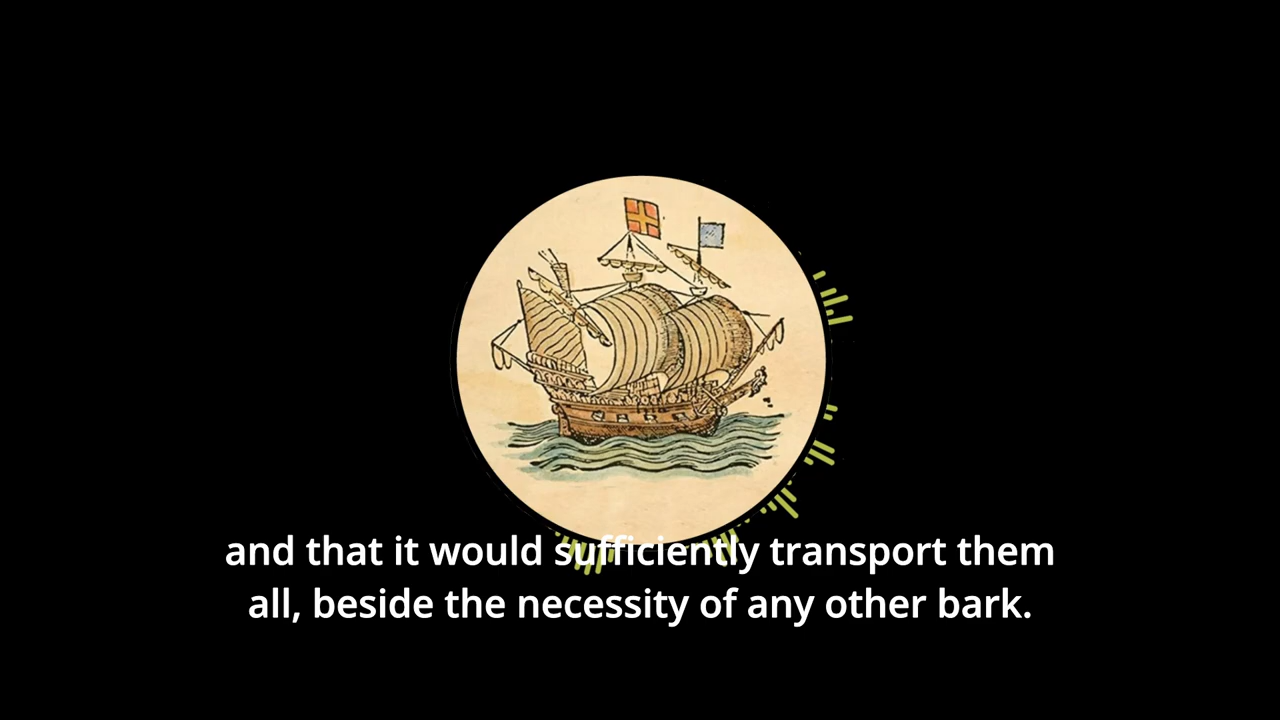 and that it would sufficiently transport them
all, beside the necessity of any other bark.